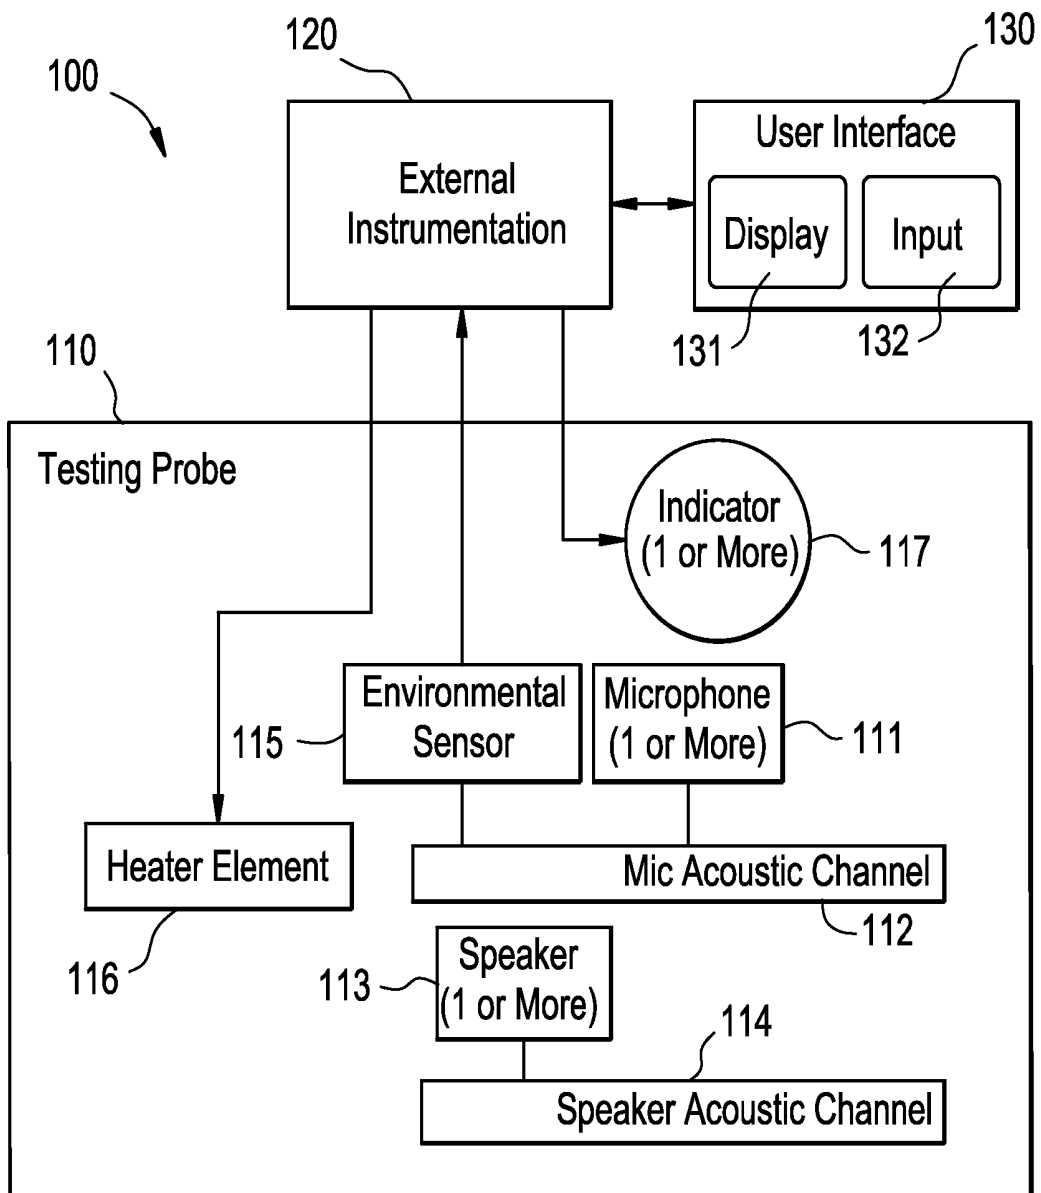 120
130
100
User Interface
External
Instrumentation
Display
Input
131
132
110
Testing Probe
Indicator
(1 or More)
117
Environmental
Sensor
Microphone
(1 or More)
115
111
Heater Element
Mic Acoustic Channel
112
116
Speaker
(1 or More)
113
114
Speaker Acoustic Channel